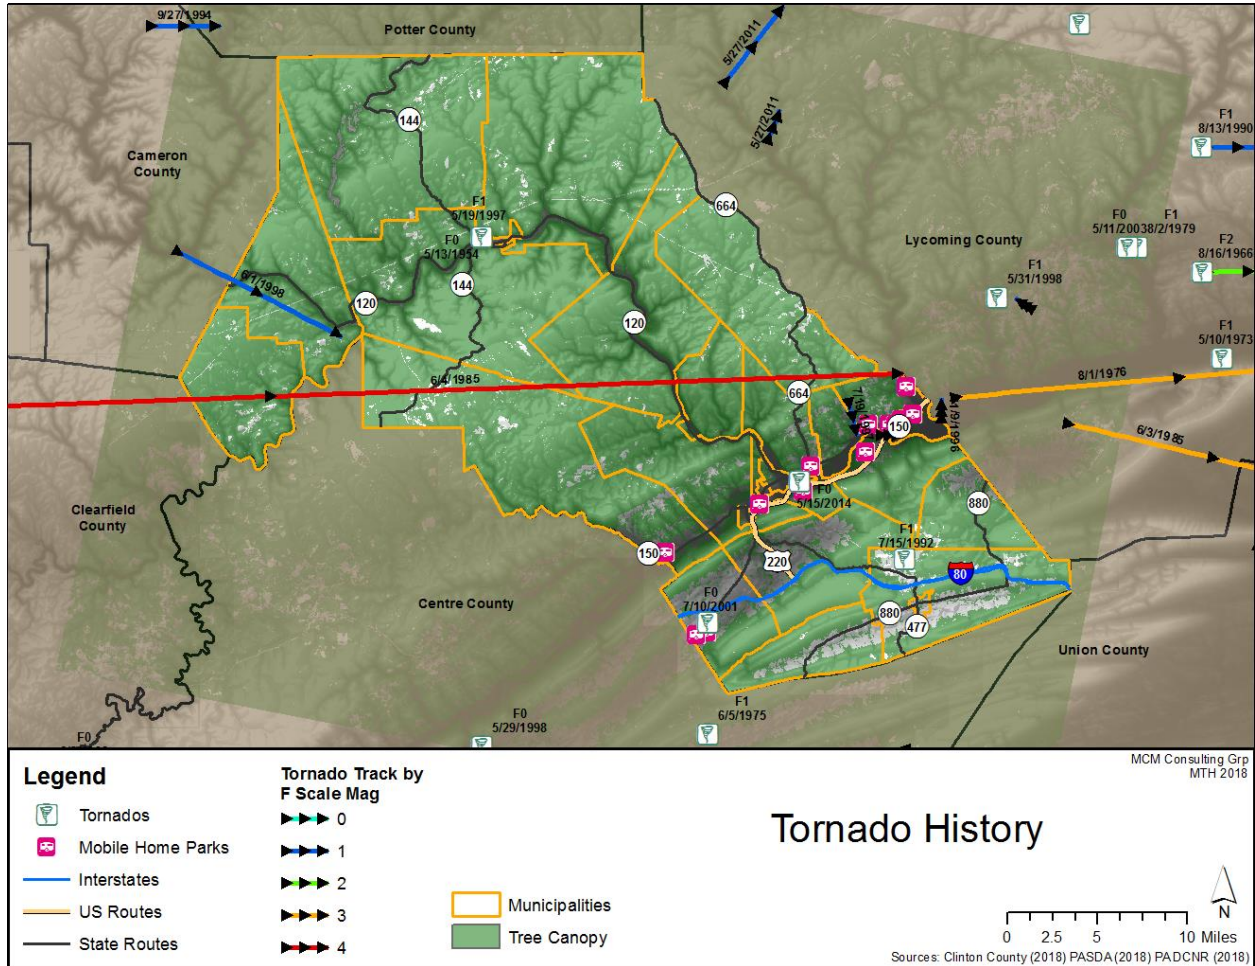 9/27/1994
Potter County
5/27/2011
5/27/2011
F1
8/13/1990
144
Cameron
County
664
F1
5/19/1997
F0
5/13/1954
Lycoming County
F0
5/11/2003
F1
8/2/1979
F2
8/16/1966
F1
5/31/1998
6/1/1998
144
120
120
F1
5/10/1973
6/4/1985
8/1/1976
664
150
6/3/1985
F0
5/15/2014
880
Clearfield
County
F1
7/15/1992
150
220
80
Centre County
F0
7/10/2001
880
477
Union County
F1
6/5/1975
F0
5/29/1998
F0
Legend
Tornados
Mobile Home Parks
Interstates
US Routes
State Routes
Tornado Track by
F Scale Mag
0
1
2
3
4
Municipalities
Tree Canopy
MCM Consulting Grp
MTH 2018
Tornado History
N
0 2.5 5 10 Miles
Sources: Clinton County (2018) PASDA (2018) PADCNR (2018)